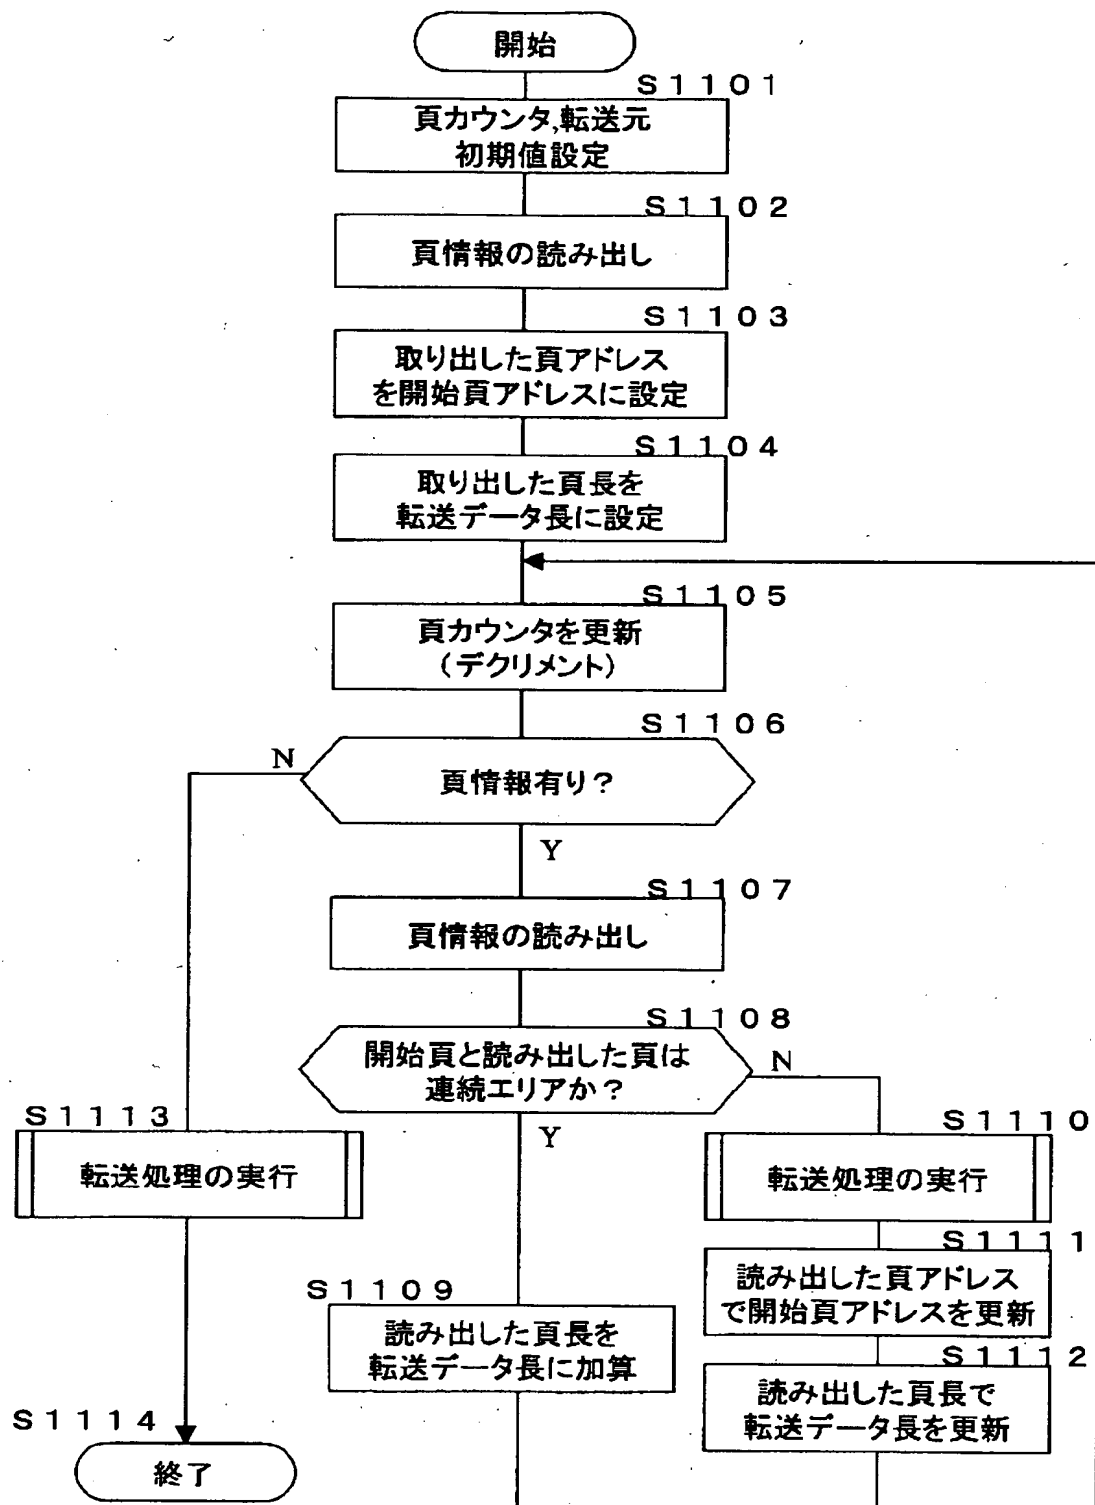 開始
S1101
頁カウンタ,転送元
初期値設定
S1102
頁情報の読み出し
S1103
取り出した頁アドレス
を開始頁アドレスに設定
S1104
取り出した頁長を
転送データ長に設定
S1105
頁カウンタを更新
(デクリメント)
S1106
N
頁情報有り?
Y
S1107
頁情報の読み出し
S1108
開始頁と読み出した頁は
連続エリアか?
N
Y
S1113
転送処理の実行
S1110
転送処理の実行
S1111
読み出した頁アドレス
で開始頁アドレスを更新
S1109
読み出した頁長を
転送データ長に加算
S1112
読み出した頁長で
転送データ長を更新
S1114
終了